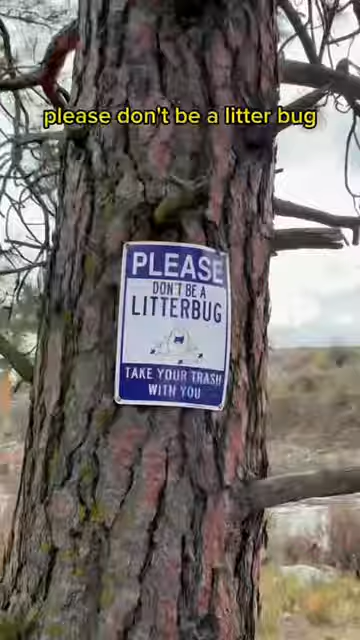 please don't be a litter bug
PLEASE
DON'T BE A
LITTERBUG
TAKE YOUR TRASH
WITH YOU